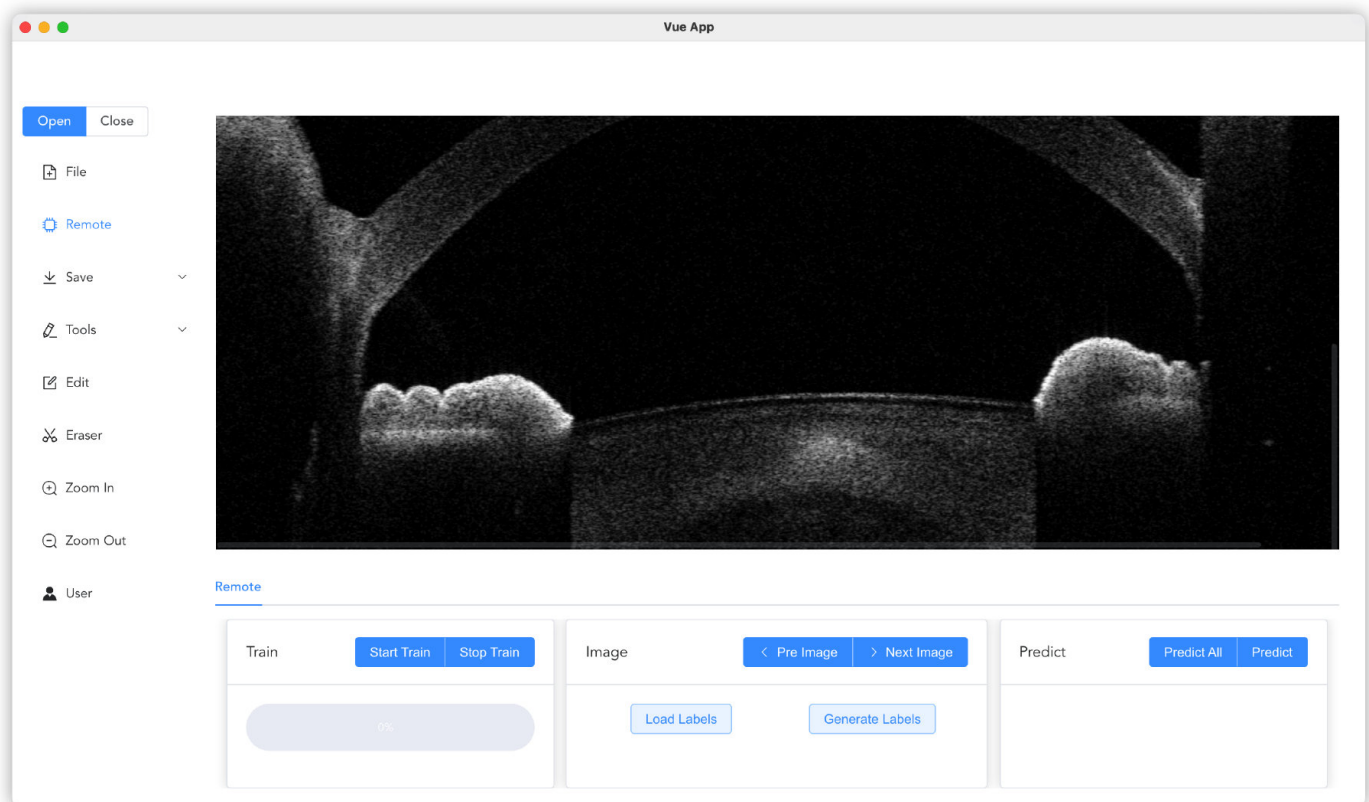 Vue App
Open Close
File
Remote
Save
Tools
Edit
Eraser
Zoom In
Zoom Out
User
Remote
Train Start Train Stop Train
0%
Image < Pre Image > Next Image
Load Labels Generate Labels
Predict Predict All Predict